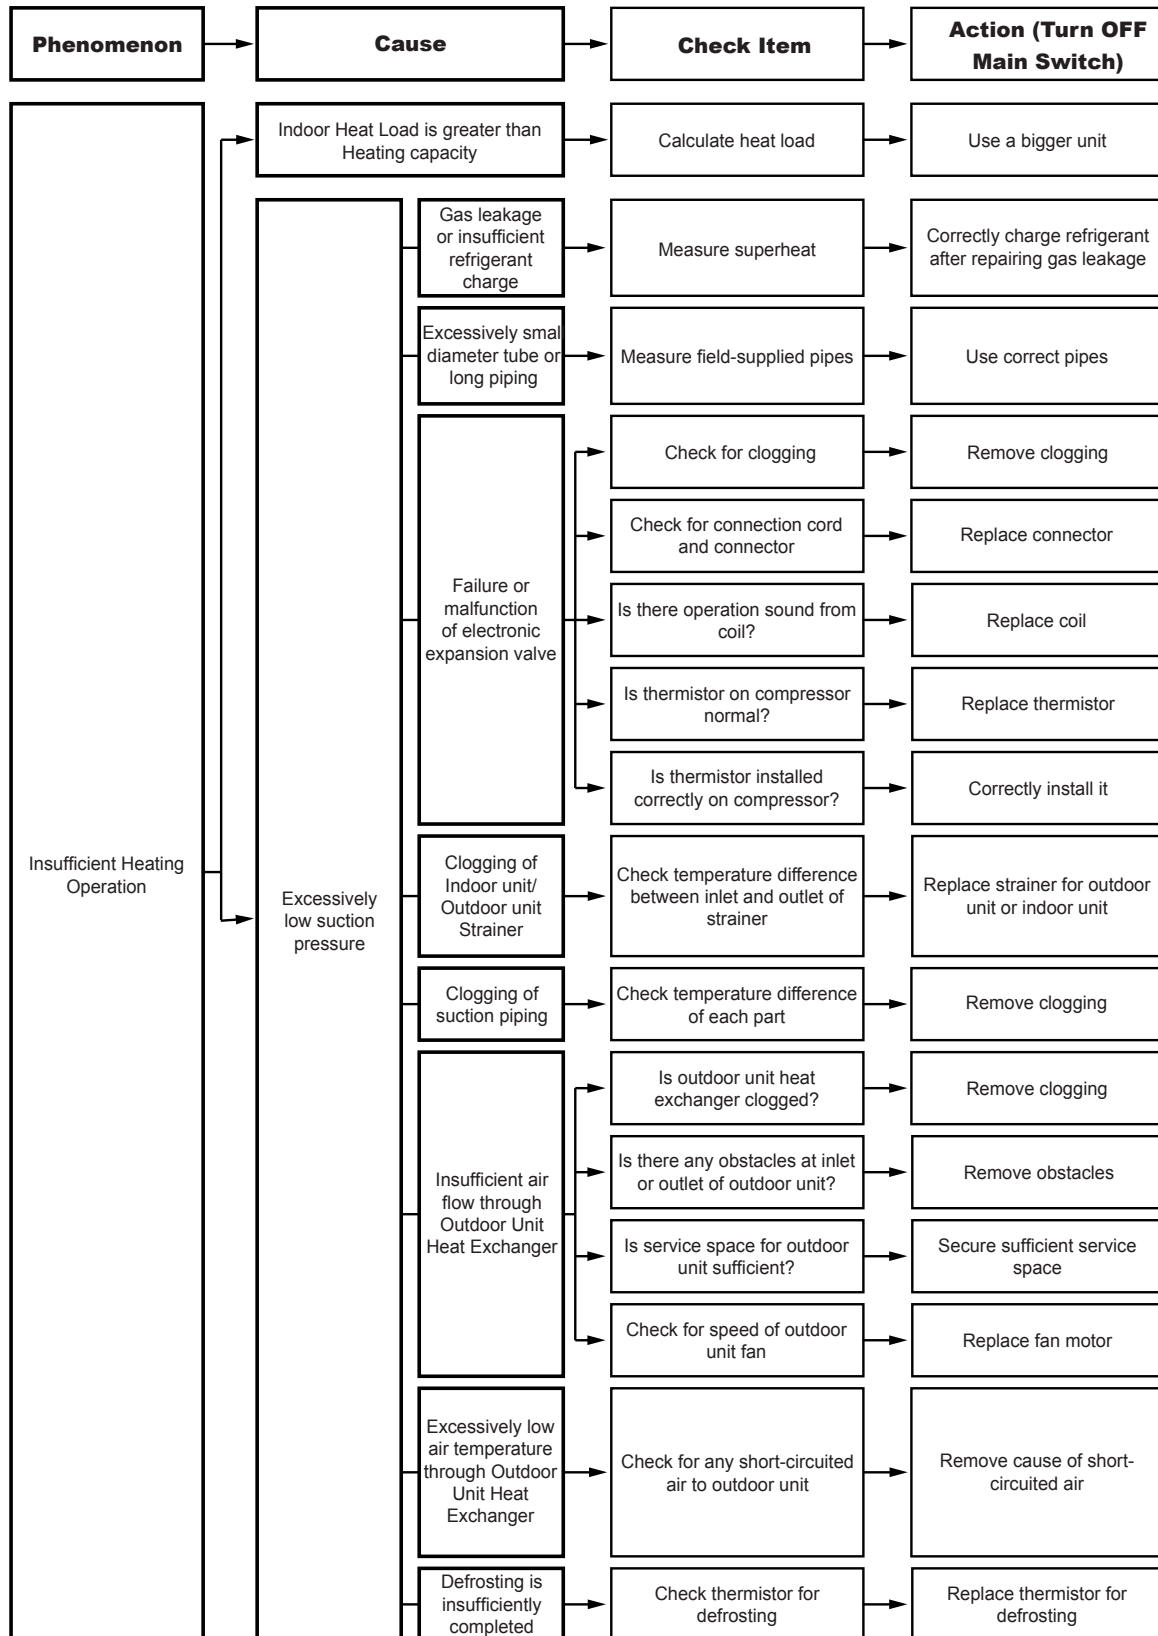 Phenomenon
Cause
Check Item
Action (Turn OFF
Main Switch)
Insufficient Heating
Operation
Indoor Heat Load is greater than
Heating capacity
Calculate heat load
Use a bigger unit
Excessively
low suction
pressure
Gas leakage
or insufficient
refrigerant
charge
Measure superheat
Correctly charge refrigerant
after repairing gas leakage
Excessively smal
diameter tube or
long piping
Measure field-supplied pipes
Use correct pipes
Failure or
malfunction
of electronic
expansion valve
Check for clogging
Remove clogging
Check for connection cord
and connector
Replace connector
Is there operation sound from
coil?
Replace coil
Is thermistor on compressor
normal?
Replace thermistor
Is thermistor installed
correctly on compressor?
Correctly install it
Clogging of
Indoor unit/
Outdoor unit
Strainer
Check temperature difference
between inlet and outlet of
strainer
Replace strainer for outdoor
unit or indoor unit
Clogging of
suction piping
Check temperature difference
of each part
Remove clogging
Insufficient air
flow through
Outdoor Unit
Heat Exchanger
Is outdoor unit heat
exchanger clogged?
Remove clogging
Is there any obstacles at inlet
or outlet of outdoor unit?
Remove obstacles
Is service space for outdoor
unit sufficient?
Secure sufficient service
space
Check for speed of outdoor
unit fan
Replace fan motor
Excessively low
air temperature
through Outdoor
Unit Heat
Exchanger
Check for any short-circuited
air to outdoor unit
Remove cause of short-
circuited air
Defrosting is
insufficiently
completed
Check thermistor for
defrosting
Replace thermistor for
defrosting